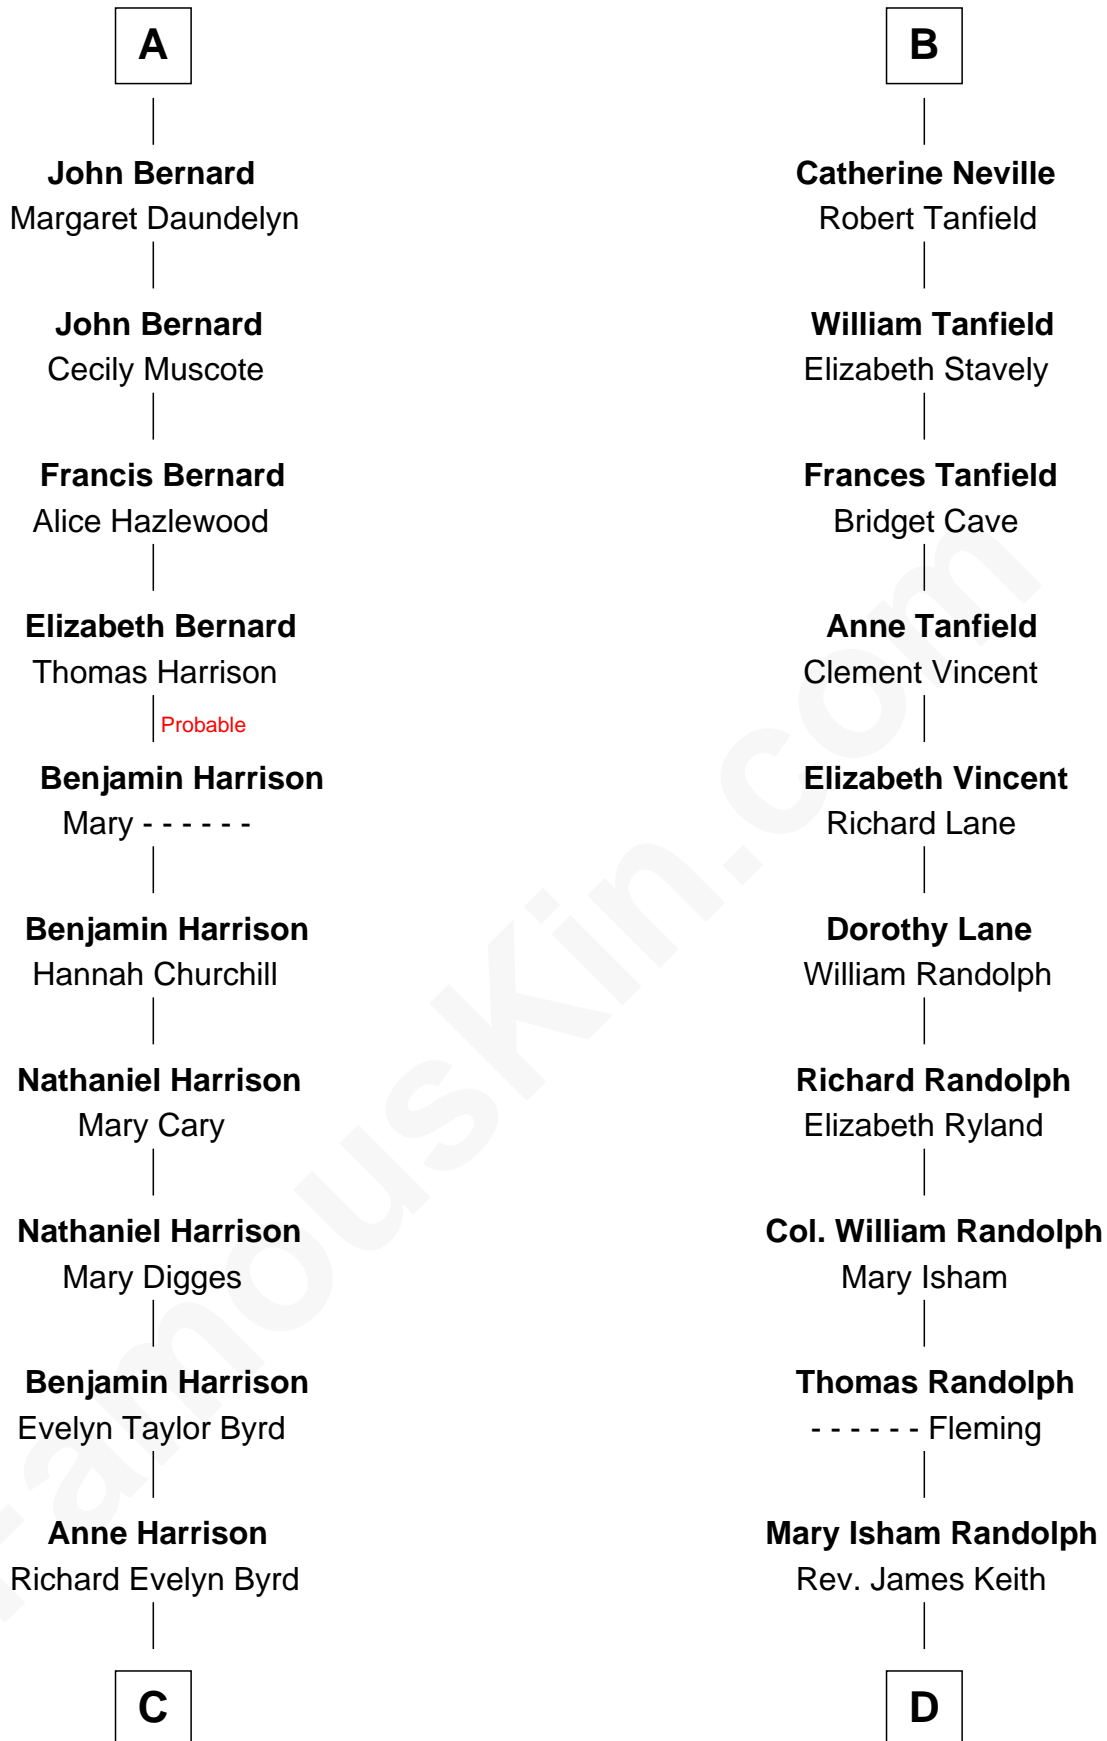 A
John Bernard
Margaret Daundelyn
John Bernard
Cecily Muscote
Francis Bernard
Alice Hazlewood
Elizabeth Bernard
Thomas Harrison
Probable
Benjamin Harrison
Mary - - - - - -
Benjamin Harrison
Hannah Churchill
Nathaniel Harrison
Mary Cary
Nathaniel Harrison
Mary Digges
Benjamin Harrison
Evelyn Taylor Byrd
Anne Harrison
Richard Evelyn Byrd
C
B
Catherine Neville
Robert Tanfield
William Tanfield
Elizabeth Stavely
Frances Tanfield
Bridget Cave
Anne Tanfield
Clement Vincent
Elizabeth Vincent
Richard Lane
Dorothy Lane
William Randolph
Richard Randolph
Elizabeth Ryland
Col. William Randolph
Mary Isham
Thomas Randolph
- - - - - - Fleming
Mary Isham Randolph
Rev. James Keith
D
FamousKin.com